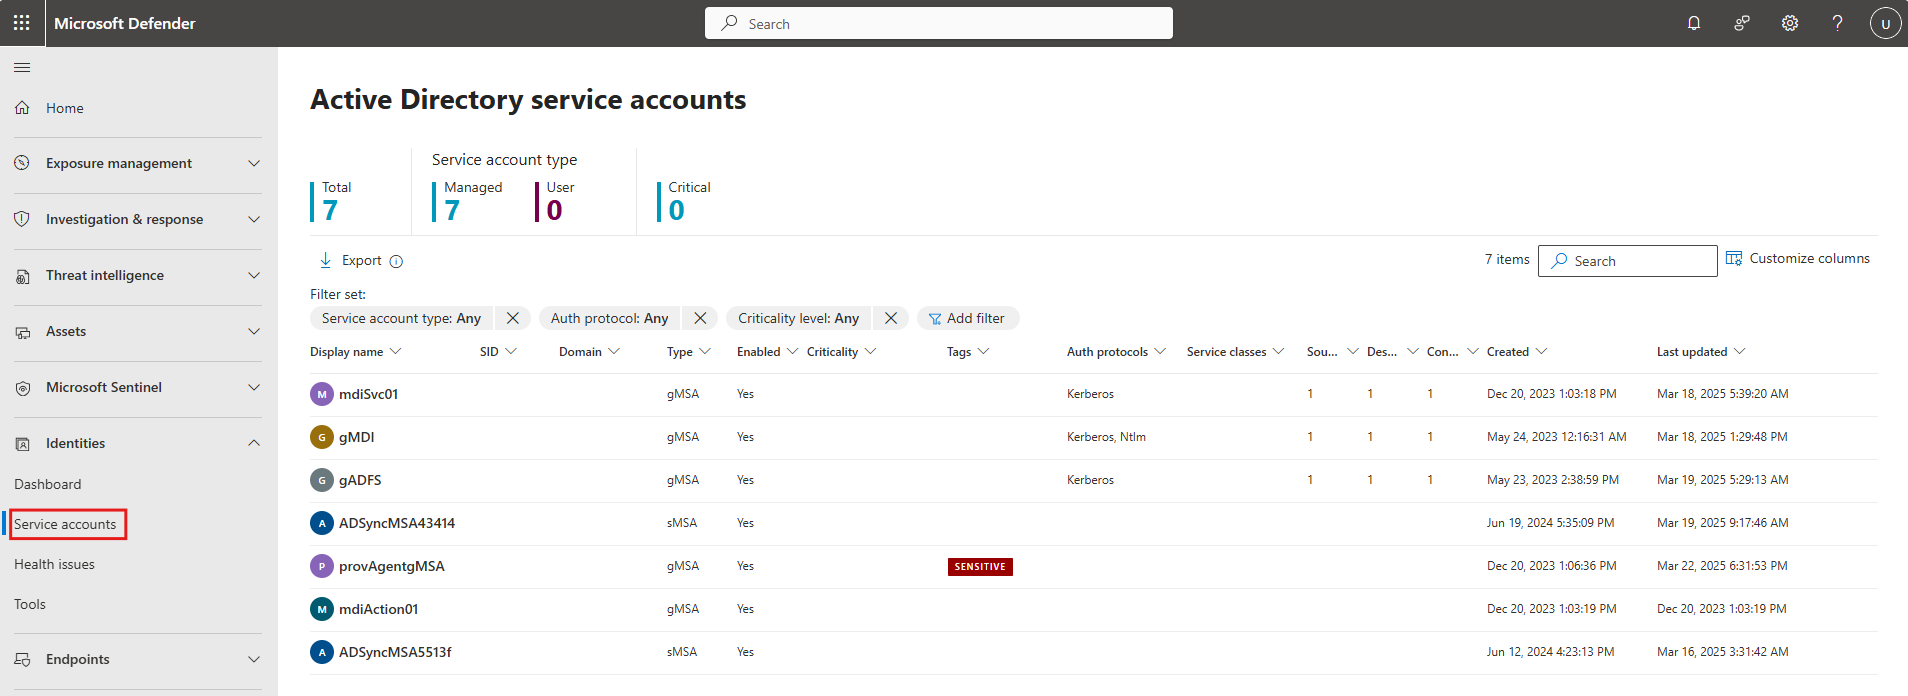 Microsoft Defender
Search
U
Home
Exposure management
Investigation & response
Threat intelligence
Assets
Microsoft Sentinel
Identities
Dashboard
Service accounts
Health issues
Tools
Endpoints
Active Directory service accounts
Service account type
Total Managed User Critical
7 7 0 0
Export
7 items Search Customize columns
Filter set:
Service account type: Any Auth protocol: Any Criticality level: Any Add filter
Display name SID Domain Type Enabled Criticality Tags Auth protocols Service classes Sou... Des... Con... Created Last updated
M mdiSvc01 gMSA Yes Kerberos 1 1 1 Dec 20, 2023 1:03:18 PM Mar 18, 2025 5:39:20 AM
G gMDI gMSA Yes Kerberos, Ntlm 1 1 1 May 24, 2023 12:16:31 AM Mar 18, 2025 1:29:48 PM
G gADFS gMSA Yes Kerberos 1 1 1 May 23, 2023 2:38:59 PM Mar 19, 2025 5:29:13 AM
A ADSyncMSA43414 sMSA Yes Jun 19, 2024 5:35:09 PM Mar 19, 2025 9:17:46 AM
P provAgentgMSA gMSA Yes SENSITIVE Dec 20, 2023 1:06:36 PM Mar 22, 2025 6:31:53 PM
M mdiAction01 gMSA Yes Dec 20, 2023 1:03:19 PM Dec 20, 2023 1:03:19 PM
A ADSyncMSA5513f sMSA Yes Jun 12, 2024 4:23:13 PM Mar 16, 2025 3:31:42 AM